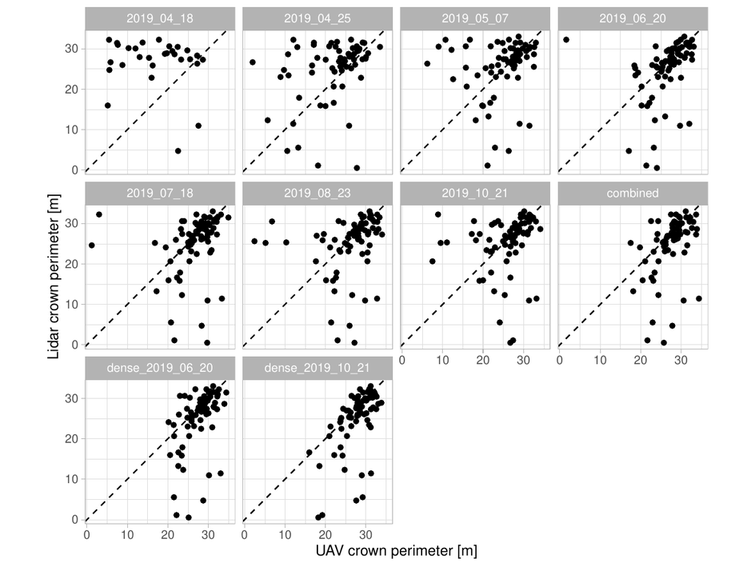 2019_04_18 2019_04_25 2019_05_07 2019_06_20
30
20
10
0
2019_07_18 2019_08_23 2019_10_21 combined
30
20
10
0
0 10 20 30 0 10 20 30
dense_2019_06_20 dense_2019_10_21
30
20
10
0
0 10 20 30 0 10 20 30
Lidar crown perimeter [m]
UAV crown perimeter [m]